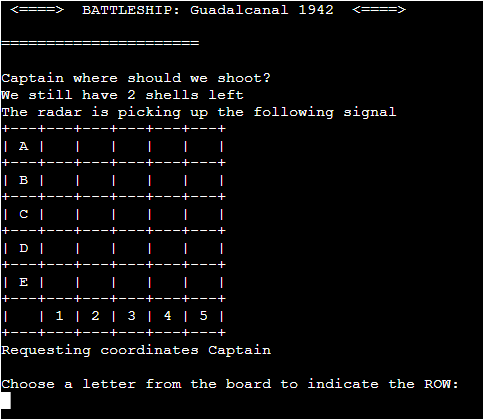 <====>  BATTLESHIP: Guadalcanal 1942  <====>
======================
Captain where should we shoot?
We still have 2 shells left
The radar is picking up the following signal
+---+---+---+---+---+---+
| A |   |   |   |   |   |
+---+---+---+---+---+---+
| B |   |   |   |   |   |
+---+---+---+---+---+---+
| C |   |   |   |   |   |
+---+---+---+---+---+---+
| D |   |   |   |   |   |
+---+---+---+---+---+---+
| E |   |   |   |   |   |
+---+---+---+---+---+---+
|   | 1 | 2 | 3 | 4 | 5 |
+---+---+---+---+---+---+
Requesting coordinates Captain
Choose a letter from the board to indicate the ROW: